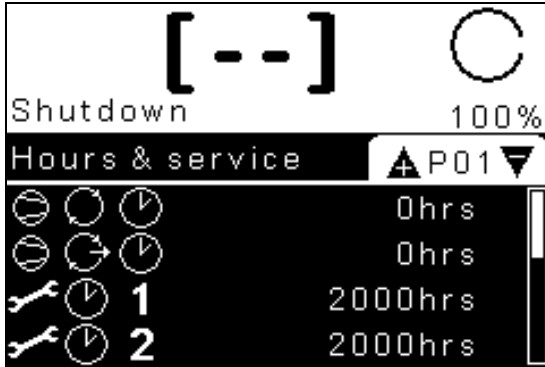 [--]
Shutdown 100%
Hours & service P01
0hrs
0hrs
1 2000hrs
2 2000hrs